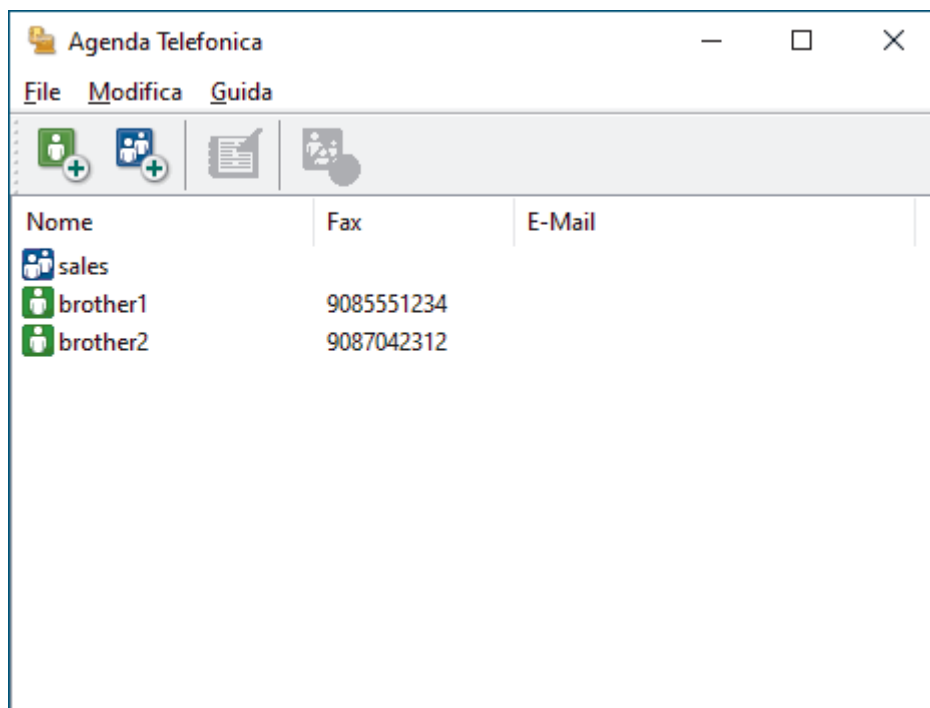 Agenda Telefonica
File Modifica Guida
Nome Fax E-Mail
sales
brother1 9085551234
brother2 9087042312